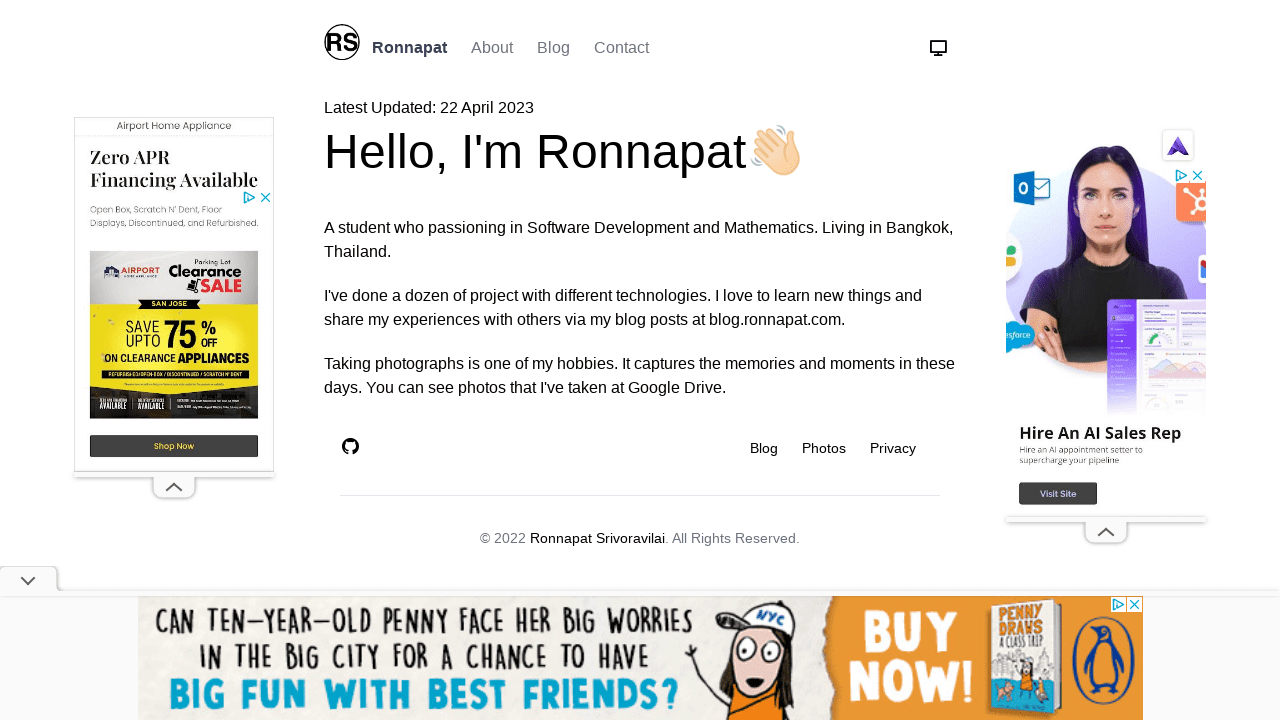 RS Ronnapat About Blog Contact
Latest Updated: 22 April 2023
Hello, I'm Ronnapat
A student who passioning in Software Development and Mathematics. Living in Bangkok,
Thailand.
I've done a dozen of project with different technologies. I love to learn new things and
share my experiences with others via my blog posts at blog.ronnapat.com.
Taking photographs is one of my hobbies. It captures the memories and moments in these
days. You can see photos that I've taken at Google Drive.
Blog Photos Privacy
© 2022 Ronnapat Srivoravilai. All Rights Reserved.
Airport Home Appliance
Zero APR
Financing Available
Open Box, Scratch N' Dent, Floor
Displays, Discontinued, and Refurbished.
Parking Lot
AIRPORT
HOME APPLIANCE
Clearance
SALE
SAN JOSE
SAVE
UPTO
75%
OFF
ON CLEARANCE APPLIANCES
REFURBISHED/OPEN-BOX / DISCONTINUED / SCRATCH N' DENT
Shop Now
esforce
Hire An AI Sales Rep
Hire an AI appointment setter to
supercharge your pipeline
Visit Site
CAN TEN-YEAR-OLD PENNY FACE HER BIG WORRIES
IN THE BIG CITY FOR A CHANCE TO HAVE
BIG FUN WITH BEST FRIENDS?
NYC
BUY
NOW!
PENNY
DRAWS
A CLASS TRIP